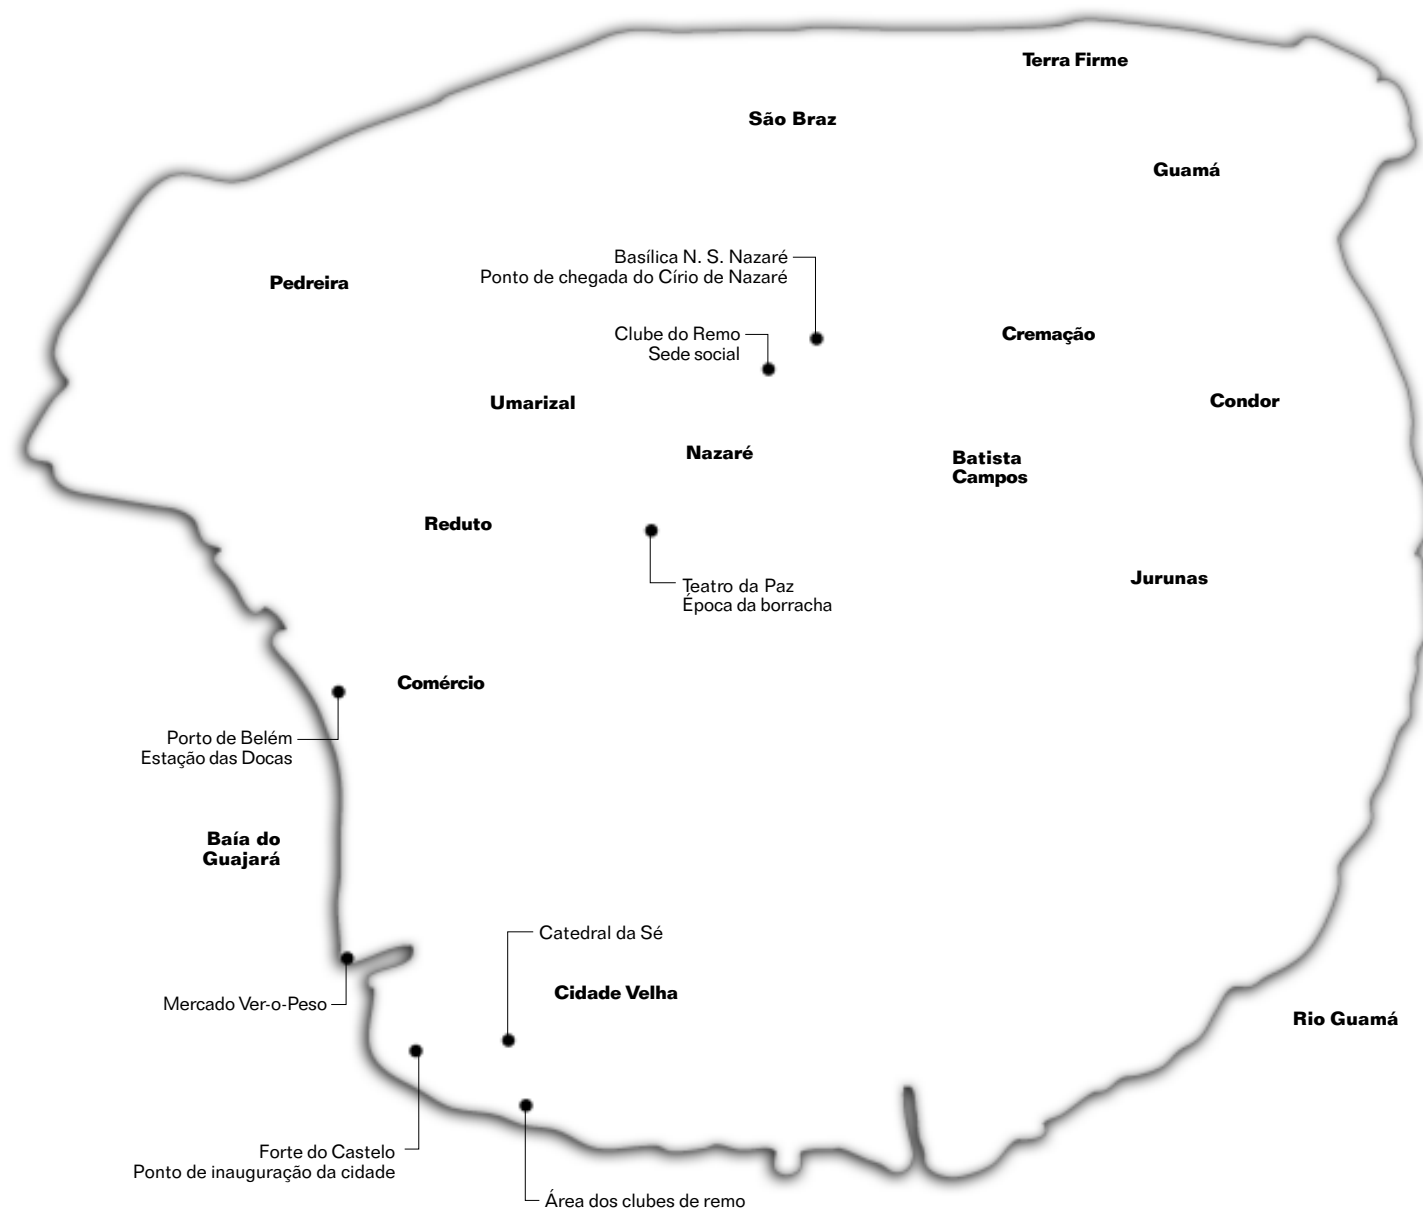 Terra Firme
São Braz
Guamá
Basílica N. S. Nazaré
Ponto de chegada do Círio de Nazaré
Pedreira
Clube do Remo
Sede social
Cremação
Umarizal
Condor
Nazaré
Batista
Campos
Reduto
Teatro da Paz
Época da borracha
Jurunas
Comércio
Porto de Belém
Estação das Docas
Baía do
Guajará
Catedral da Sé
Cidade Velha
Mercado Ver-o-Peso
Rio Guamá
Forte do Castelo
Ponto de inauguração da cidade
Área dos clubes de remo